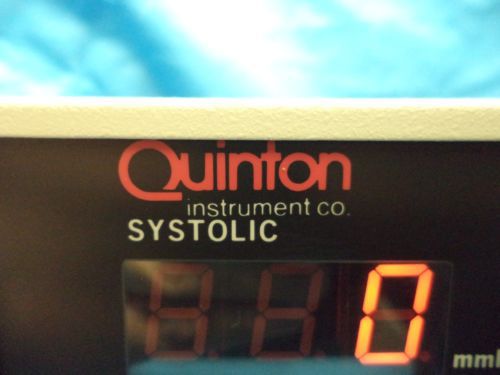 Quinton
instrument co.
SYSTOLIC
0